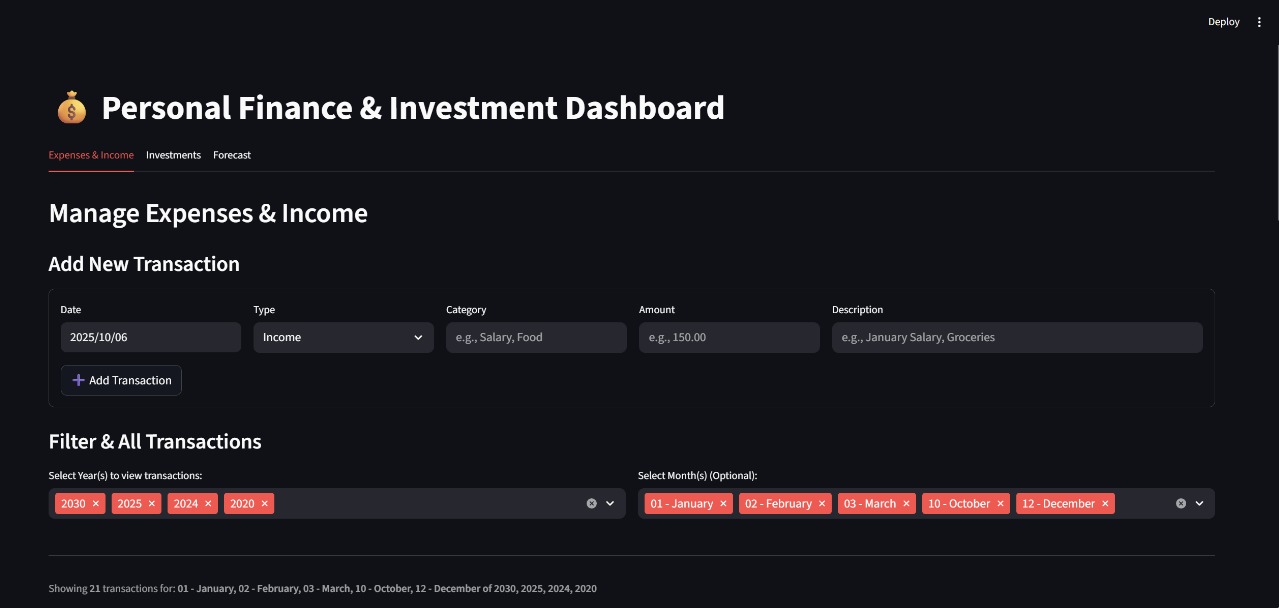 Deploy
Personal Finance & Investment Dashboard
Expenses & Income Investments Forecast
Manage Expenses & Income
Add New Transaction
Date Type Category Amount Description
2025/10/06 Income e.g., Salary, Food e.g., 150.00 e.g., January Salary, Groceries
Add Transaction
Filter & All Transactions
Select Year(s) to view transactions: Select Month(s) (Optional):
2030 × 2025 × 2024 × 2020 × 01 - January × 02 - February × 03 - March × 10 - October × 12 - December ×
Showing 21 transactions for: 01 - January, 02 - February, 03 - March, 10 - October, 12 - December of 2030, 2025, 2024, 2020